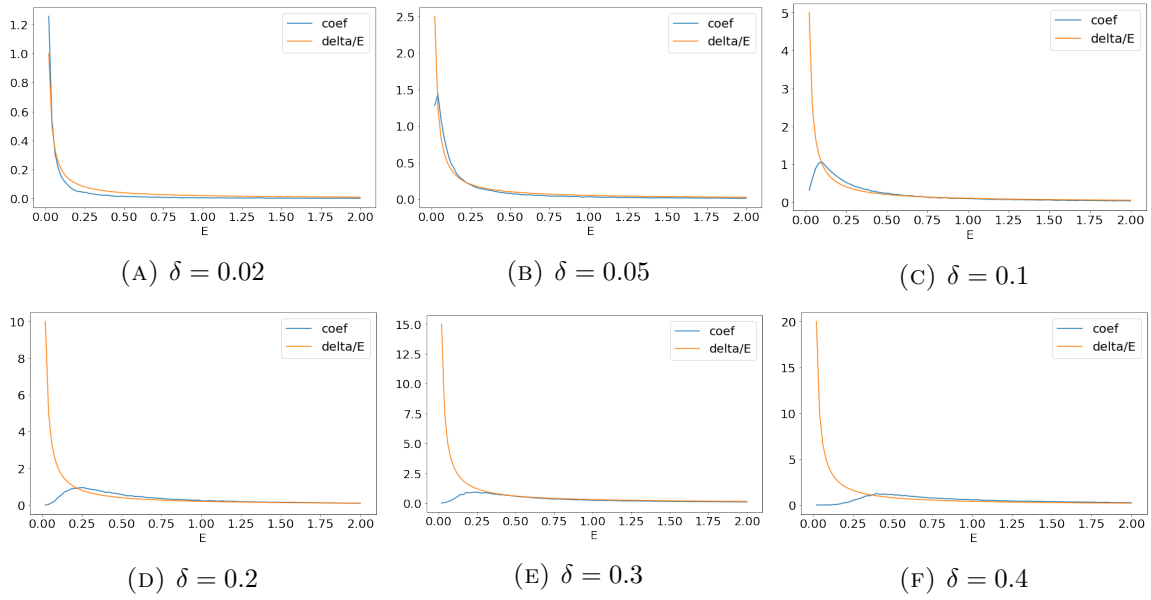 coef
delta/E
1.2
1.0
0.8
0.6
0.4
0.2
0.0
0.00 0.25 0.50 0.75 1.00 1.25 1.50 1.75 2.00
E
(A) δ = 0.02
coef
delta/E
2.5
2.0
1.5
1.0
0.5
0.0
0.00 0.25 0.50 0.75 1.00 1.25 1.50 1.75 2.00
E
(B) δ = 0.05
coef
delta/E
5
4
3
2
1
0
0.00 0.25 0.50 0.75 1.00 1.25 1.50 1.75 2.00
E
(C) δ = 0.1
coef
delta/E
10
8
6
4
2
0
0.00 0.25 0.50 0.75 1.00 1.25 1.50 1.75 2.00
E
(D) δ = 0.2
coef
delta/E
15.0
12.5
10.0
7.5
5.0
2.5
0.0
0.00 0.25 0.50 0.75 1.00 1.25 1.50 1.75 2.00
E
(E) δ = 0.3
coef
delta/E
20
15
10
5
0
0.00 0.25 0.50 0.75 1.00 1.25 1.50 1.75 2.00
E
(F) δ = 0.4